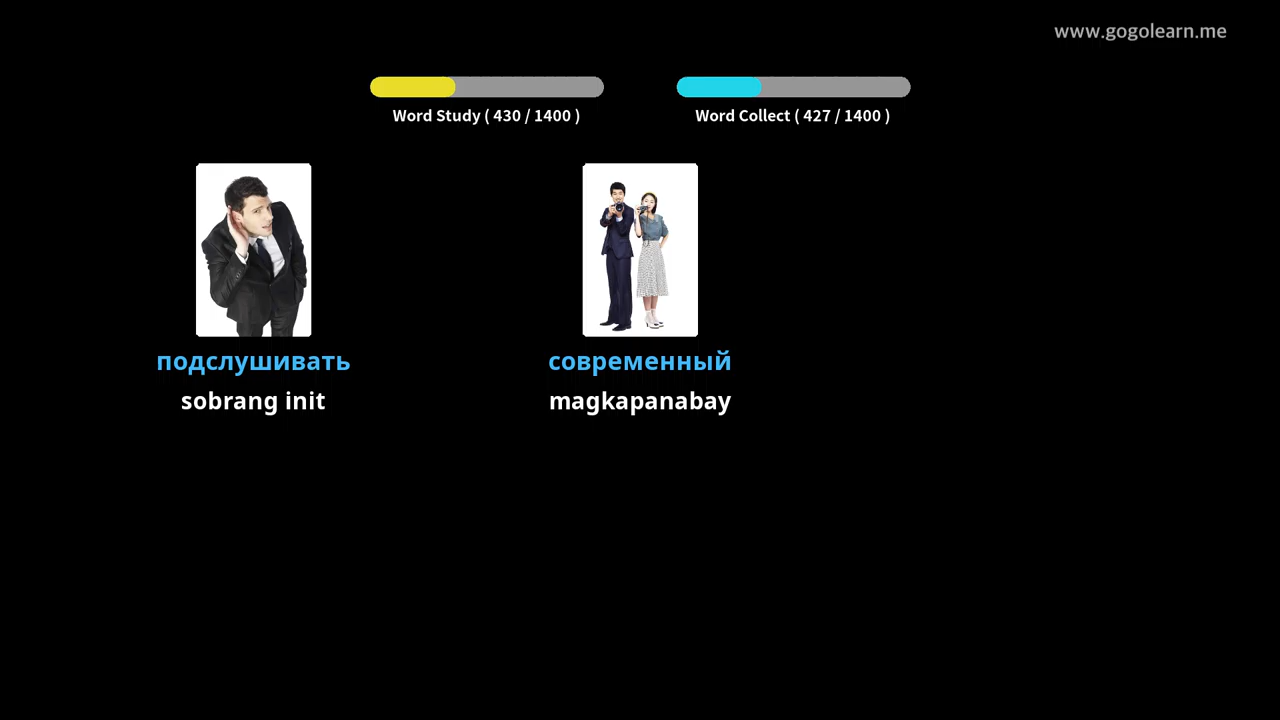 www.gogolearn.me
Word Study ( 430 / 1400 )
Word Collect ( 427 / 1400 )
подслушивать
sobrang init
современный
magkapanabay